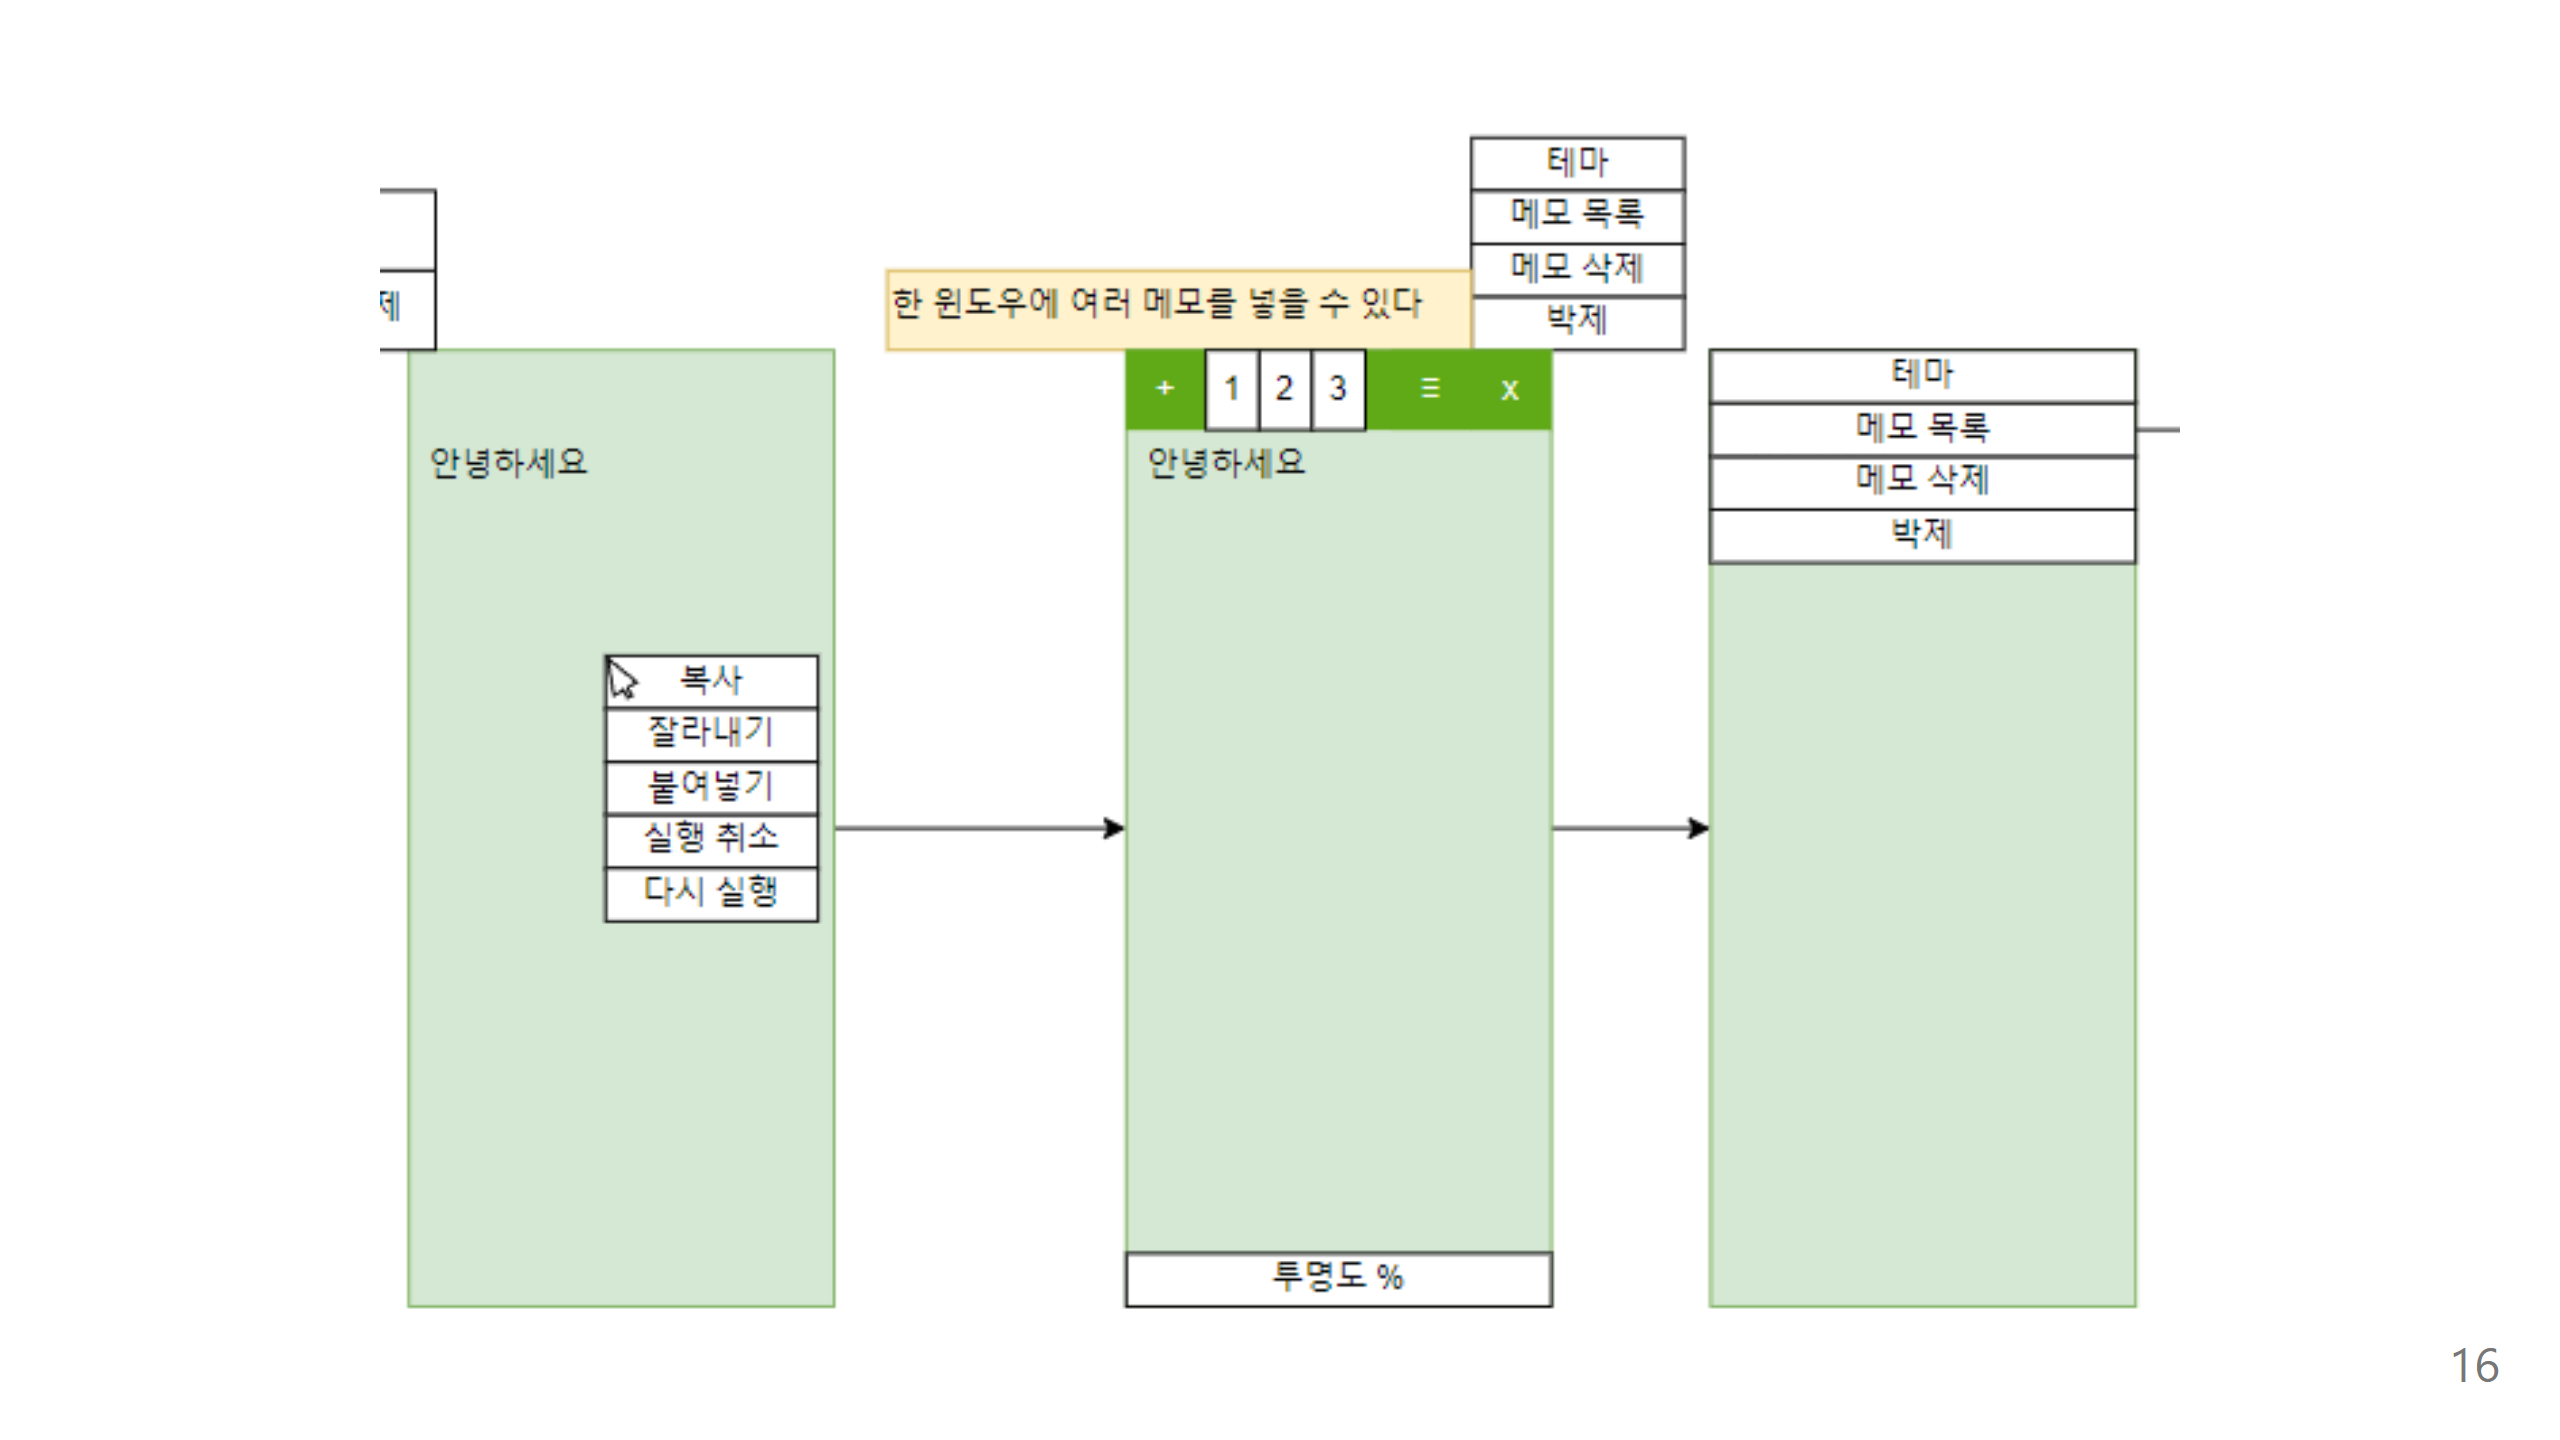 제
안녕하세요
복사
잘라내기
붙여넣기
실행 취소
다시 실행
한 윈도우에 여러 메모를 넣을 수 있다
테마
메모 목록
메모 삭제
박제
+ 1 2 3 ☰ x
안녕하세요
투명도 %
테마
메모 목록
메모 삭제
박제
16